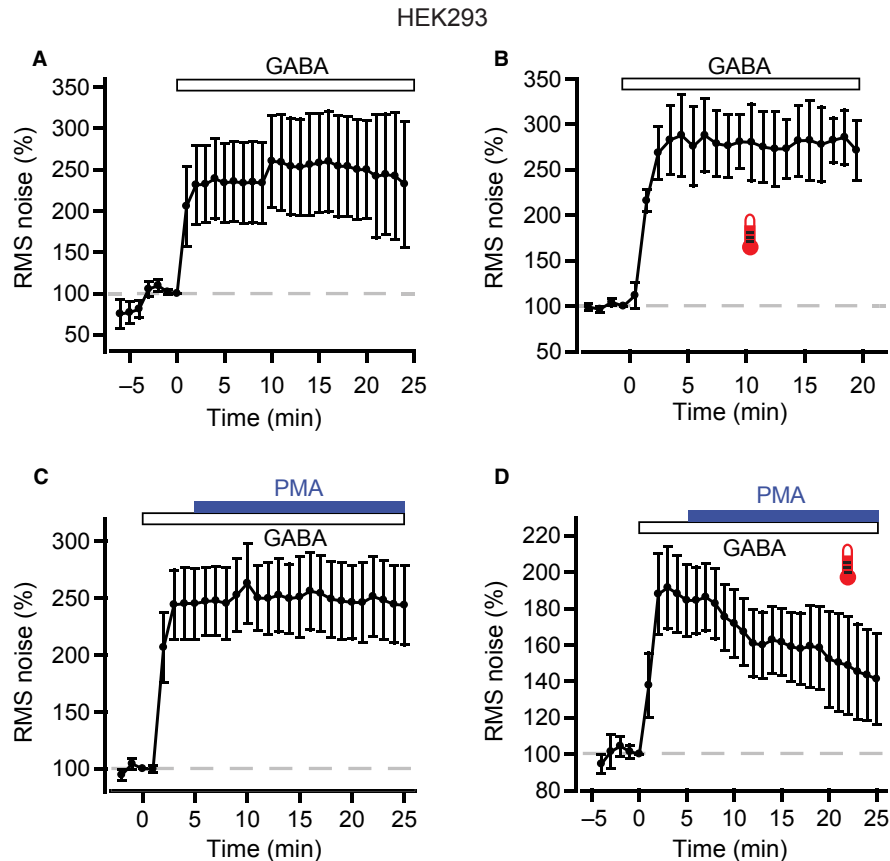 HEK293
A
GABA
RMS noise (%)
350
300
250
200
150
100
50
–5 0 5 10 15 20 25
Time (min)
B
GABA
RMS noise (%)
350
300
250
200
150
100
50
0 5 10 15 20
Time (min)
C
PMA
GABA
RMS noise (%)
300
250
200
150
100
0 5 10 15 20 25
Time (min)
D
PMA
GABA
RMS noise (%)
220
200
180
160
140
120
100
80
–5 0 5 10 15 20 25
Time (min)